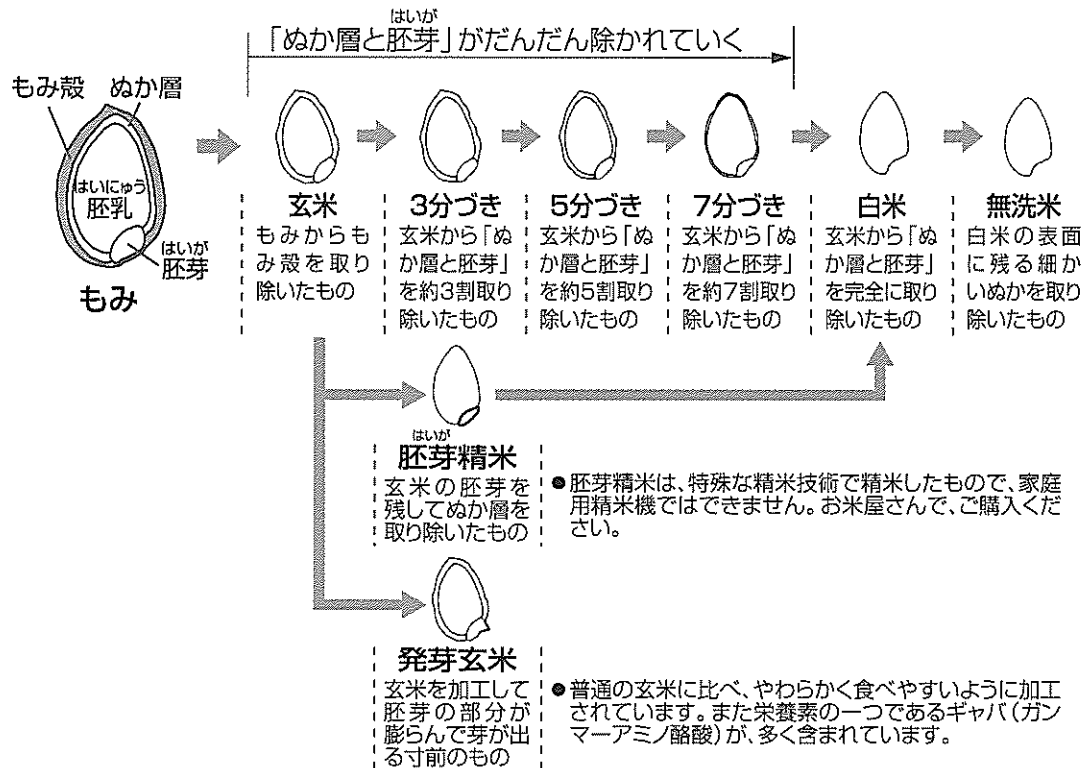 はいが
「ぬか層と胚芽」がだんだん除かれていく
もみ殻 ぬか層
はいにゅう
胚乳
はいが
胚芽
もみ
玄米
もみからも
み殻を取り
除いたもの
3分づき
玄米から「ぬ
か層と胚芽」
を約3割取り
除いたもの
5分づき
玄米から「ぬ
か層と胚芽」
を約5割取り
除いたもの
7分づき
玄米から「ぬ
か層と胚芽」
を約7割取り
除いたもの
白米
玄米から「ぬ
か層と胚芽」
を完全に取り
除いたもの
無洗米
白米の表面
に残る細か
いぬかを取り
除いたもの
はいが
胚芽精米
玄米の胚芽を
残してぬか層を
取り除いたもの
●胚芽精米は、特殊な精米技術で精米したもので、家庭
用精米機ではできません。お米屋さんで、ご購入くだ
さい。
発芽玄米
玄米を加工して
胚芽の部分が
膨らんで芽が出
る寸前のもの
●普通の玄米に比べ、やわらかく食べやすいように加工
されています。また栄養素の一つであるギャバ(ガン
マーアミノ酪酸)が、多く含まれています。